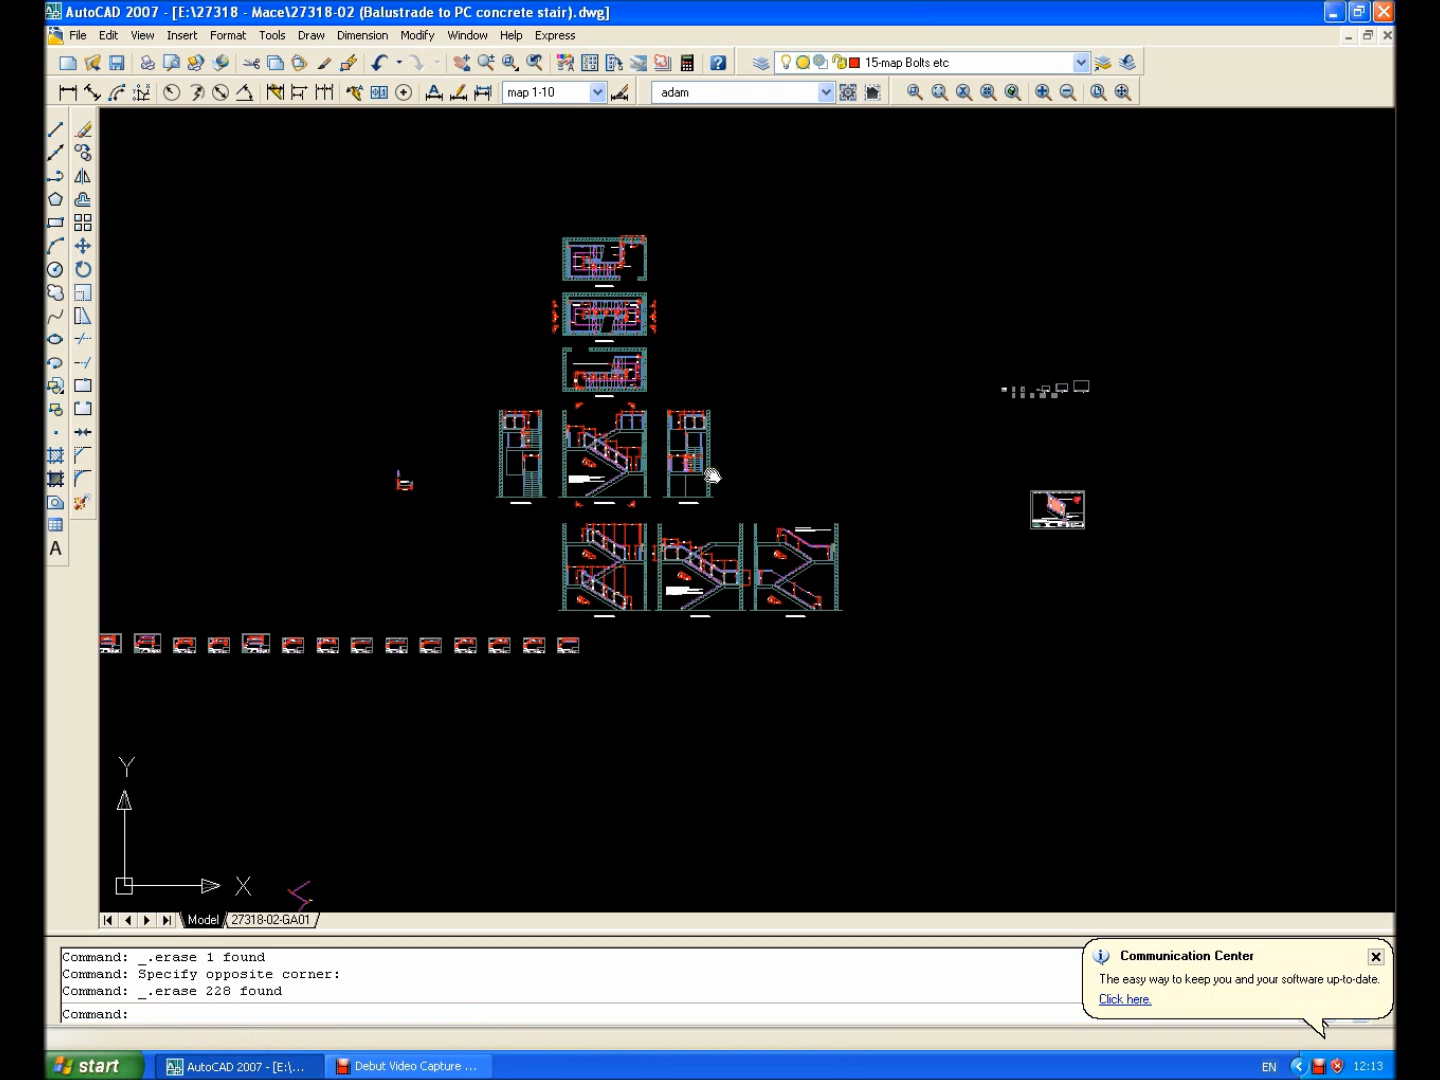 AutoCAD 2007 - [E:\27318 - Mace\27318-02 (Balustrade to PC concrete stair).dwg]
File Edit View Insert Format Tools Draw Dimension Modify Window Help Express
15-map Bolts etc
map 1-10
adam
A
Y
X
Model 27318-02-GA01
Command: _.erase 1 found
Command: Specify opposite corner:
Command: _.erase 228 found
Command:
Communication Center
The easy way to keep you and your software up-to-date.
Click here.
start
AutoCAD 2007 - [E:\...
Debut Video Capture ...
EN
12:13